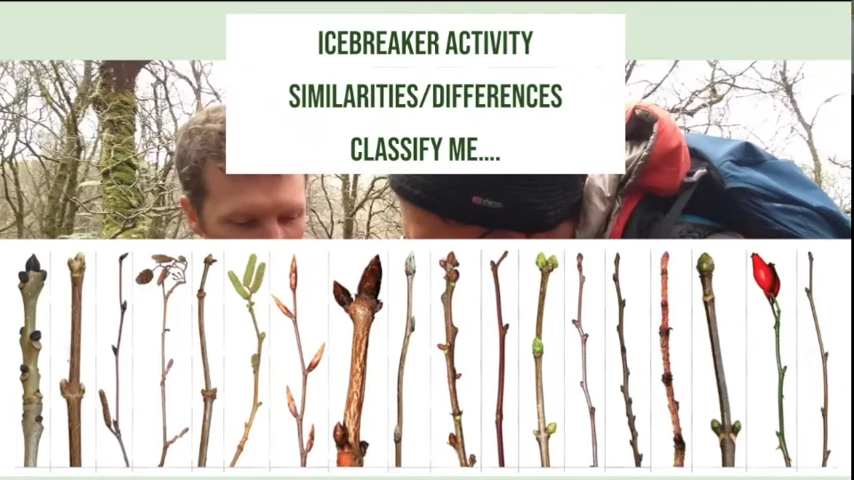 ICEBREAKER ACTIVITY
SIMILARITIES/DIFFERENCES
CLASSIFY ME....